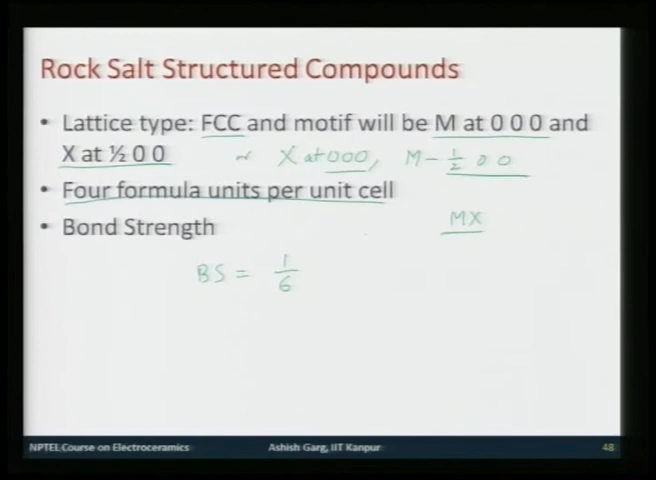 Rock Salt Structured Compounds
• Lattice type: FCC and motif will be M at 0 0 0 and
X at ½ 0 0 ~ X at 000, M - 1/2 0 0
• Four formula units per unit cell
• Bond Strength MX
BS = 1/6
NPTEL Course on Electroceramics Ashish Garg, IIT Kanpur 48